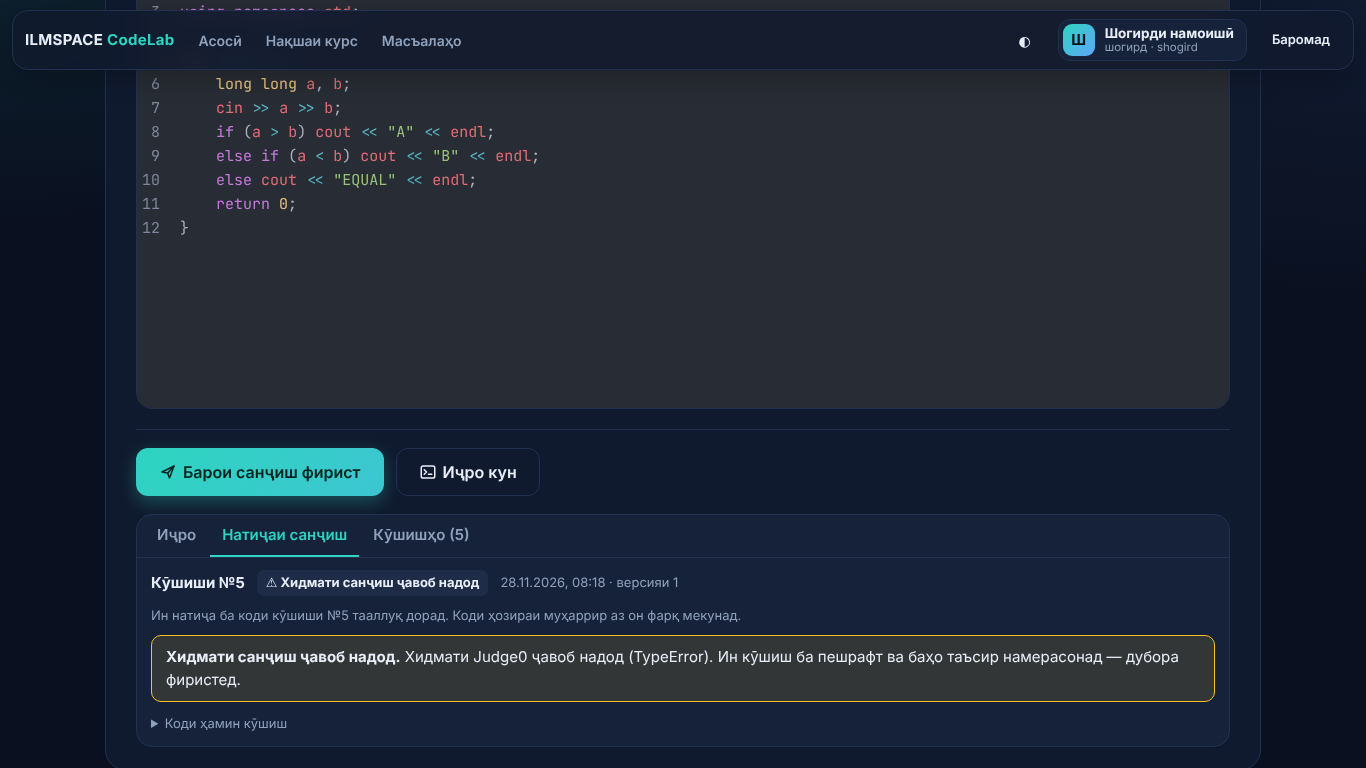 ILMSPACE CodeLab
Асосӣ
Нақшаи курс
Масъалаҳо
Ш
Шогирди намоишӣ
шогирд · shogird
Баромад
6 long long a, b;
7 cin >> a >> b;
8 if (a > b) cout << "A" << endl;
9 else if (a < b) cout << "B" << endl;
10 else cout << "EQUAL" << endl;
11 return 0;
12 }
Барои санҷиш фирист
Иҷро кун
Иҷро
Натиҷаи санҷиш
Кӯшишҳо (5)
Кӯшиши №5
⚠ Хидмати санҷиш ҷавоб надод
28.11.2026, 08:18 · версияи 1
Ин натиҷа ба коди кӯшиши №5 тааллуқ дорад. Коди ҳозираи муҳаррир аз он фарқ мекунад.
Хидмати санҷиш ҷавоб надод. Хидмати Judge0 ҷавоб надод (TypeError). Ин кӯшиш ба пешрафт ва баҳо таъсир намерасонад — дубора
фиристед.
Коди ҳамин кӯшиш